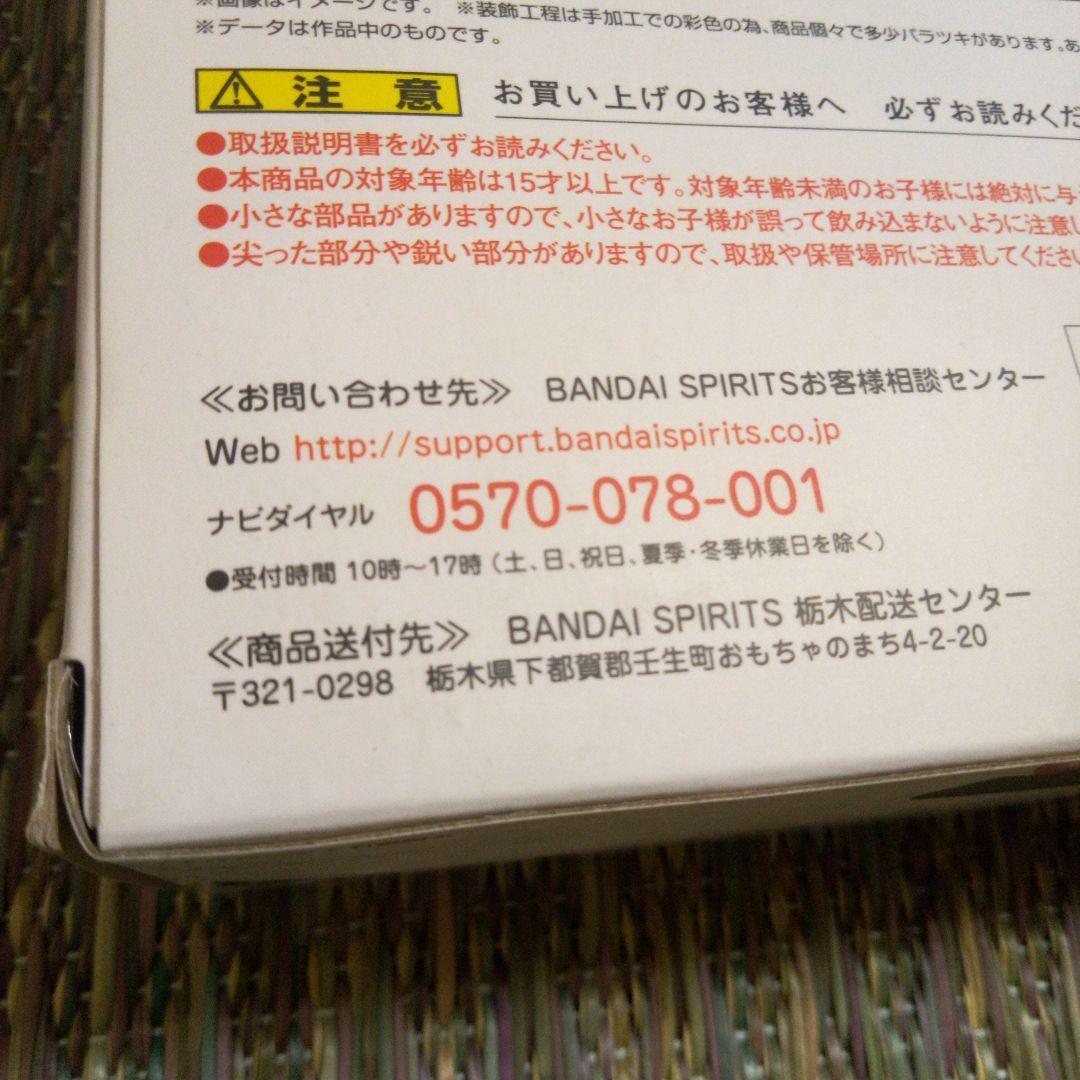 ※画像はイメージです。 ※装飾工程は手加工での彩色の為、商品個々で多少バラツキがあります。あ
※データは作品中のものです。
注意 お買い上げのお客様へ 必ずお読みくだ
●取扱説明書を必ずお読みください。
●本商品の対象年齢は15才以上です。対象年齢未満のお子様には絶対に与
●小さな部品がありますので、小さなお子様が誤って飲み込まないように注意し
●尖った部分や鋭い部分がありますので、取扱や保管場所に注意してください
≪お問い合わせ先≫ BANDAI SPIRITSお客様相談センター
Web http://support.bandaispirits.co.jp
ナビダイヤル 0570-078-001
●受付時間 10時～17時（土、日、祝日、夏季・冬季休業日を除く）
≪商品送付先≫ BANDAI SPIRITS 栃木配送センター
〒321-0298 栃木県下都賀郡壬生町おもちゃのまち4-2-20